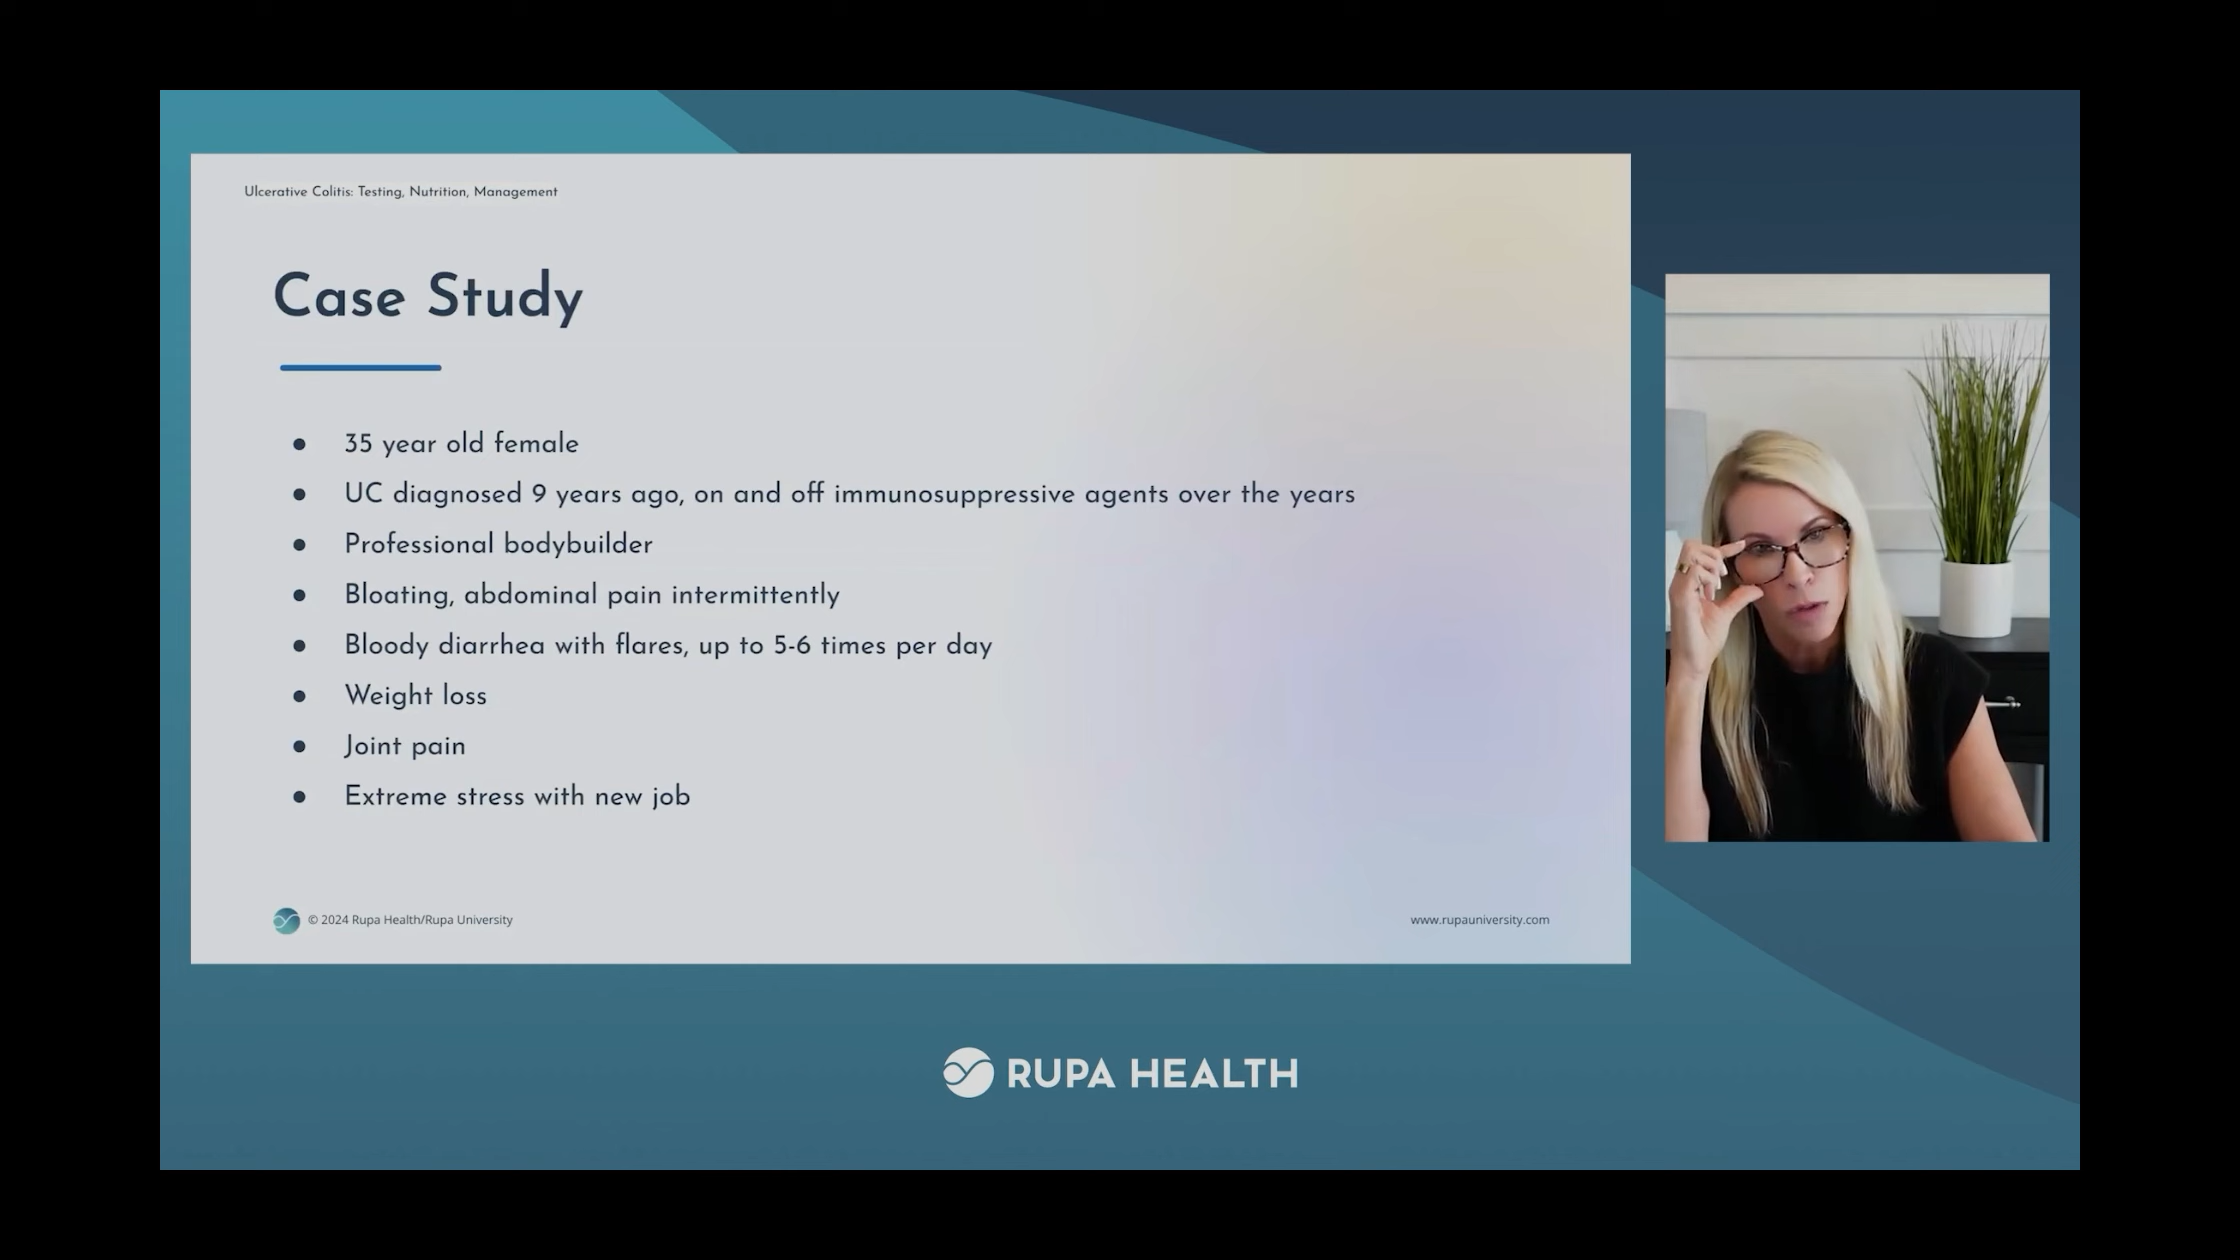 Ulcerative Colitis: Testing, Nutrition, Management
Case Study
● 35 year old female
● UC diagnosed 9 years ago, on and off immunosuppressive agents over the years
● Professional bodybuilder
● Bloating, abdominal pain intermittently
● Bloody diarrhea with flares, up to 5-6 times per day
● Weight loss
● Joint pain
● Extreme stress with new job
© 2024 Rupa Health/Rupa University
www.rupauniversity.com
RUPA HEALTH